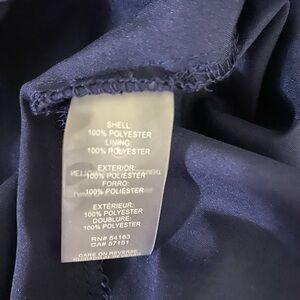 SHELL:
100% POLYESTER
LINING:
100% POLYESTER
EXTERIOR:
100% POLIÉSTER
FORRO:
100% POLIÉSTER
EXTÉRIEUR:
100% POLYESTER
DOUBLURE:
100% POLYESTER
RN# 54163
CA# 57151
CARE ON REVERSE